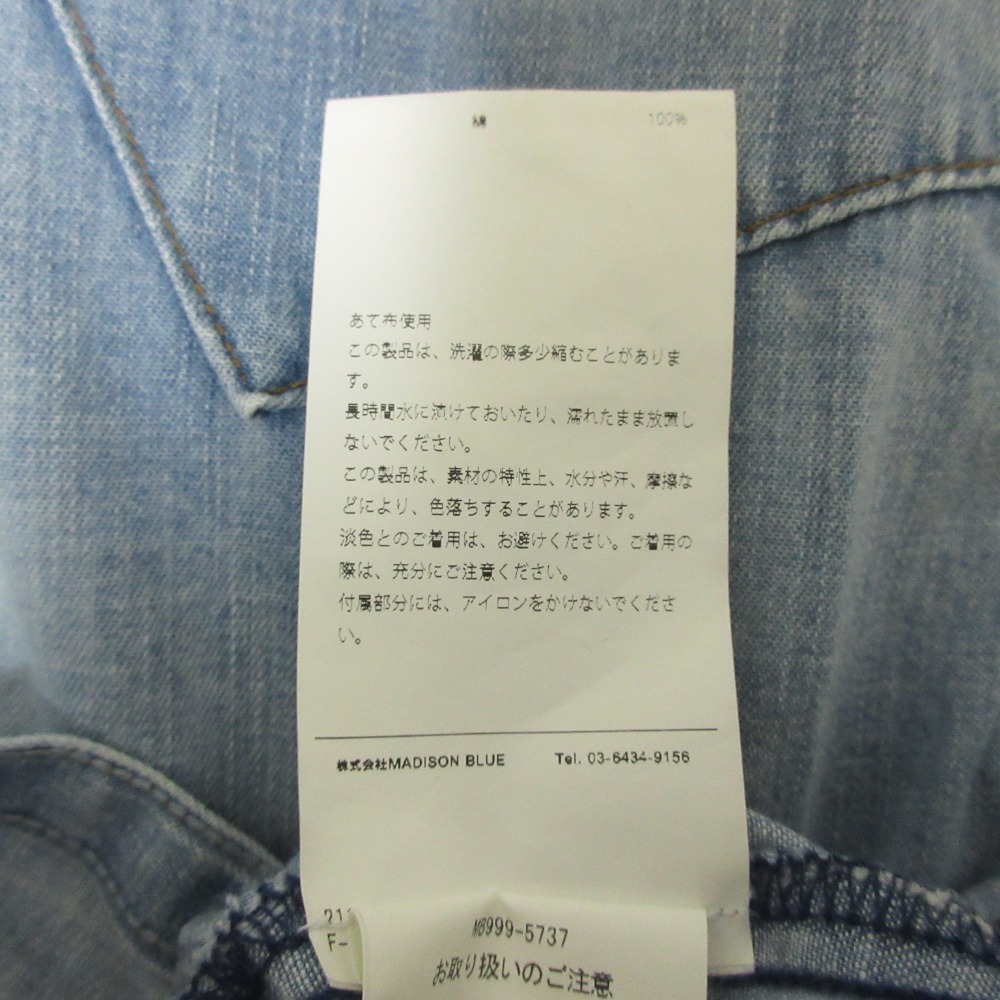 綿 100%
あて布使用
この製品は、洗濯の際多少縮むことがありま
す。
長時間水に漬けておいたり、濡れたまま放置し
ないでください。
この製品は、素材の特性上、水分や汗、摩擦な
どにより、色落ちすることがあります。
淡色とのご着用は、お避けください。ご着用の
際は、充分にご注意ください。
付属部分には、アイロンをかけないでくださ
い。
株式会社MADISON BLUE Tel. 03-6434-9156
F-
MB999-5737
お取り扱いのご注意